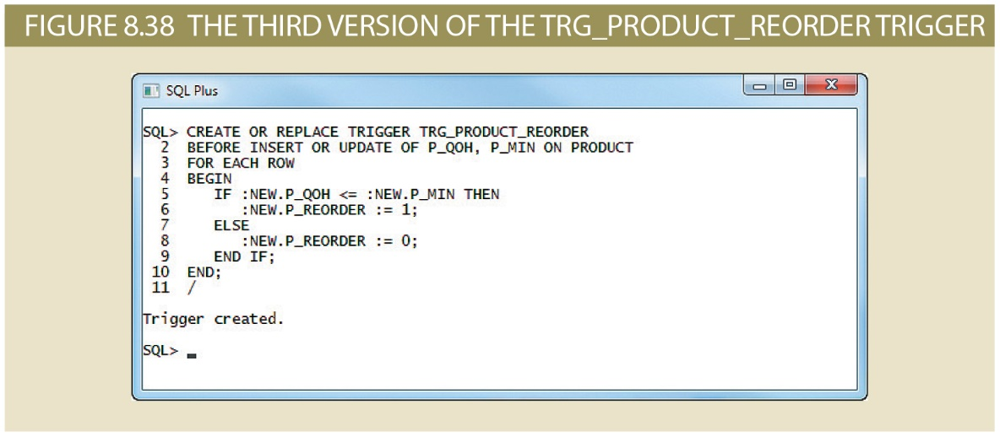 FIGURE 8.38 THE THIRD VERSION OF THE TRG_PRODUCT_REORDER TRIGGER
SQL Plus
SQL> CREATE OR REPLACE TRIGGER TRG_PRODUCT_REORDER
2 BEFORE INSERT OR UPDATE OF P_QOH, P_MIN ON PRODUCT
3 FOR EACH ROW
4 BEGIN
5 IF :NEW.P_QOH <= :NEW.P_MIN THEN
6 :NEW.P_REORDER := 1;
7 ELSE
8 :NEW.P_REORDER := 0;
9 END IF;
10 END;
11 /
Trigger created.
SQL> _